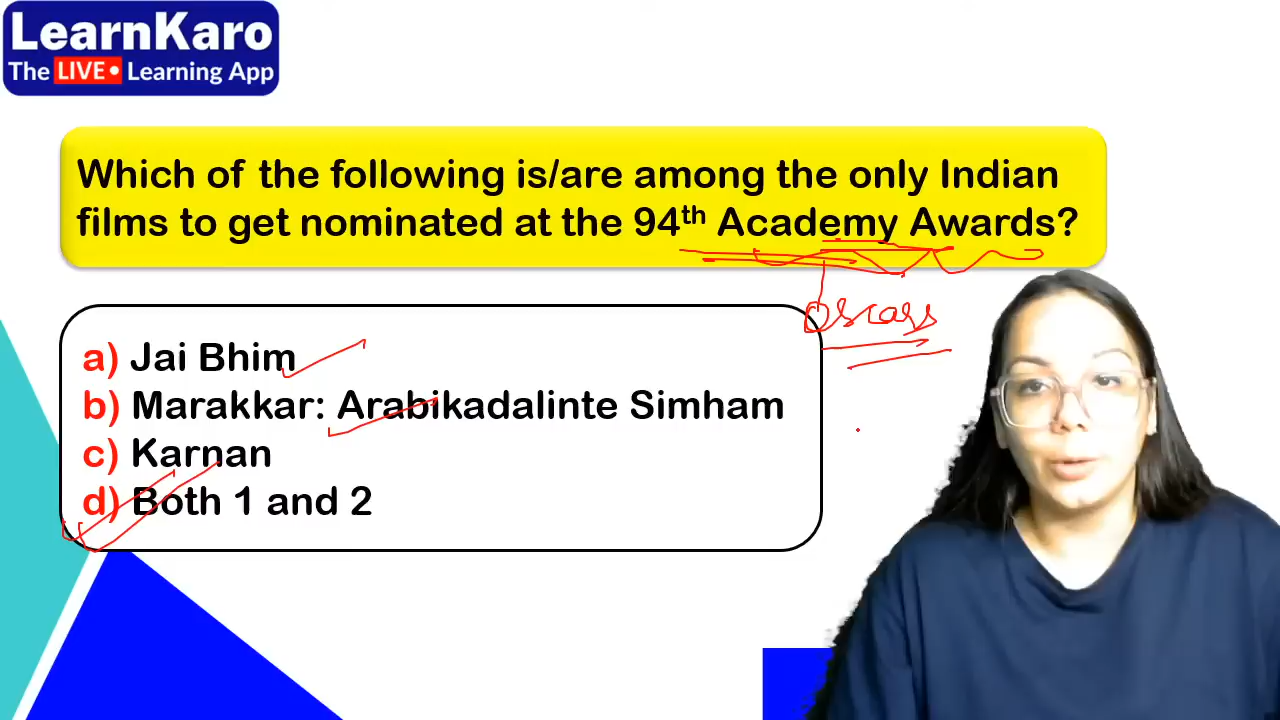 LearnKaro
The LIVE Learning App
Which of the following is/are among the only Indian
films to get nominated at the 94th Academy Awards?
Oscars
a) Jai Bhim
b) Marakkar: Arabikadalinte Simham
c) Karnan
d) Both 1 and 2